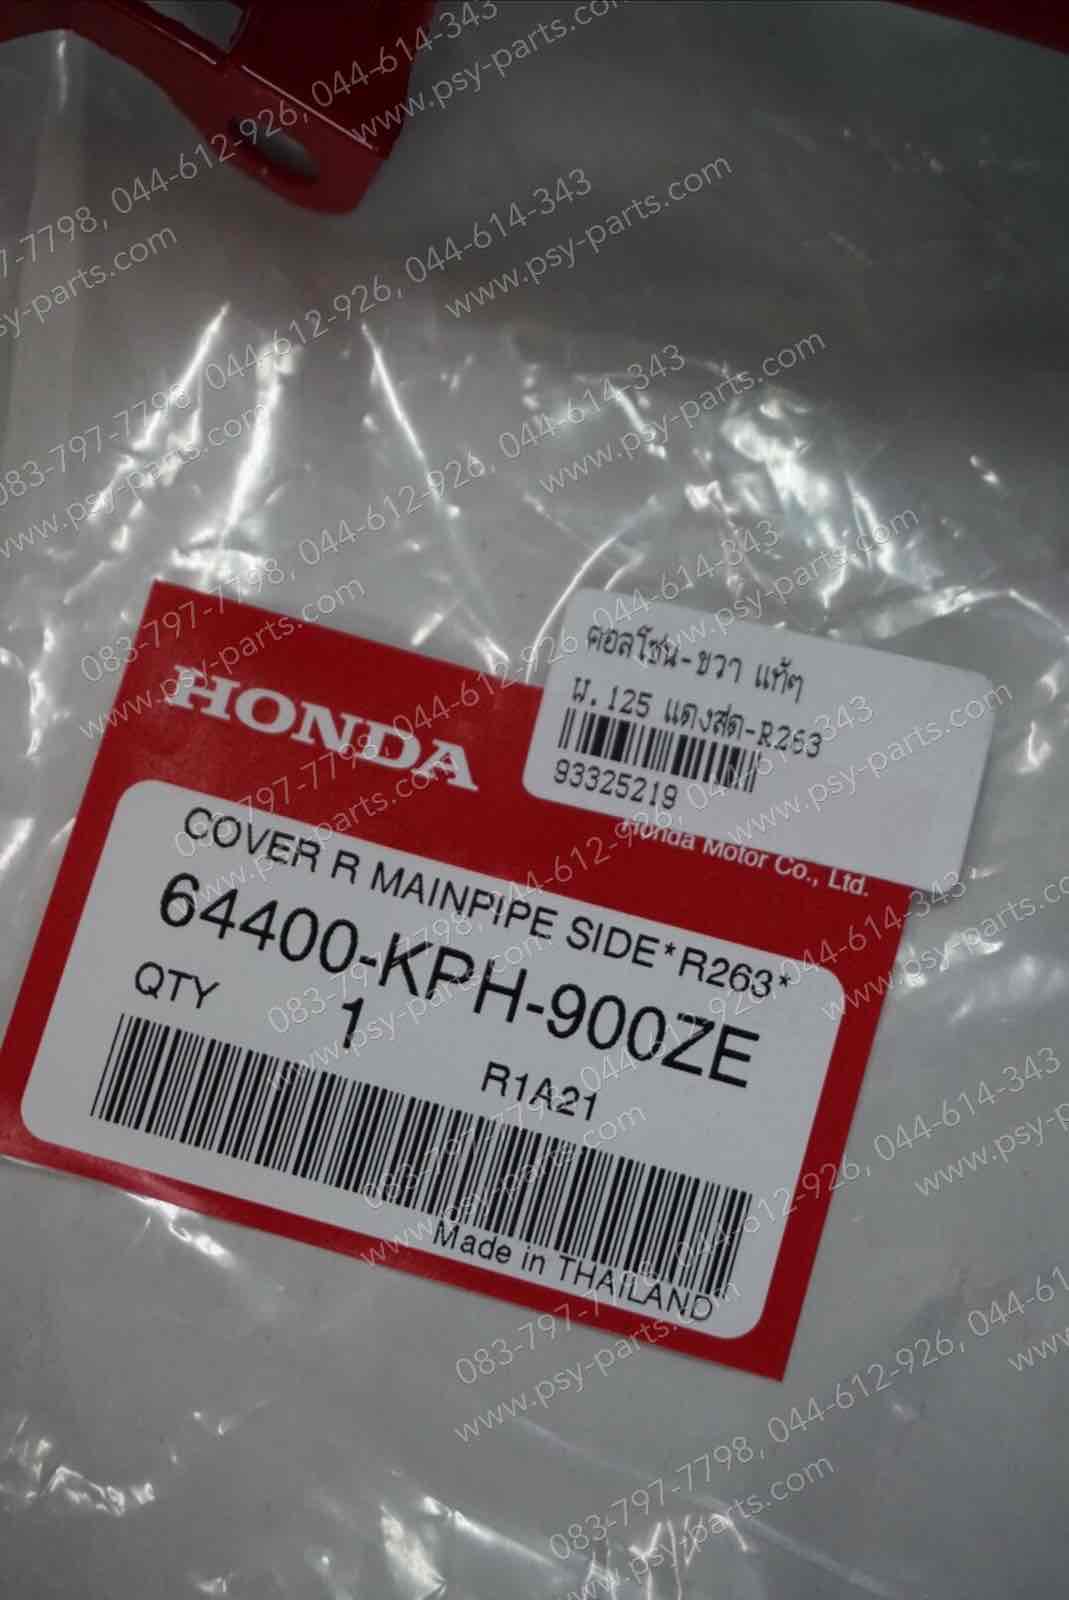 083-797-7798, 044-612-926, 044-614-343
www.psy-parts.com
HONDA
คอลโซน-ขวา แท้ๆ
ผ.125 แดงสด-R263
93325219
Honda Motor Co., Ltd.
COVER R MAINPIPE SIDE*R263*
64400-KPH-900ZE
QTY 1
R1A21
Made in THAILAND